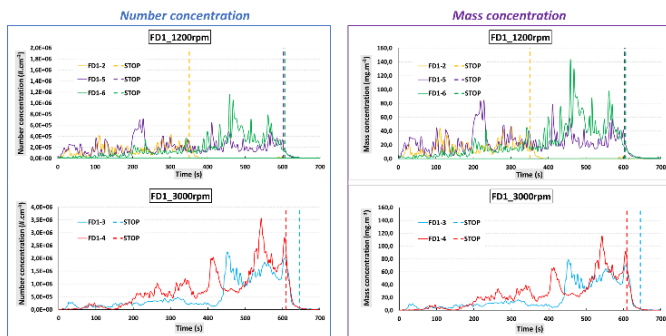 Number concentration
Mass concentration
FD1_1200rpm
Number concentration (#.cm-3)
2,0E+06
1,8E+06
1,6E+06
1,4E+06
1,2E+06
1,0E+06
8,0E+05
6,0E+05
4,0E+05
2,0E+05
0,0E+00
FD1-2 STOP
FD1-5 STOP
FD1-6 STOP
0 100 200 300 400 500 600 700
Time (s)
FD1_1200rpm
Mass concentration (mg.m-3)
160,0
140,0
120,0
100,0
80,0
60,0
40,0
20,0
0,0
FD1-2 STOP
FD1-5 STOP
FD1-6 STOP
0 100 200 300 400 500 600 700
Time (s)
FD1_3000rpm
Number concentration (#.cm-3)
4,0E+06
3,5E+06
3,0E+06
2,5E+06
2,0E+06
1,5E+06
1,0E+06
5,0E+05
0,0E+00
FD1-3 STOP
FD1-4 STOP
0 100 200 300 400 500 600 700
Time (s)
FD1_3000rpm
Mass concentration (mg.m-3)
160,0
140,0
120,0
100,0
80,0
60,0
40,0
20,0
0,0
FD1-3 STOP
FD1-4 STOP
0 100 200 300 400 500 600 700
Time (s)